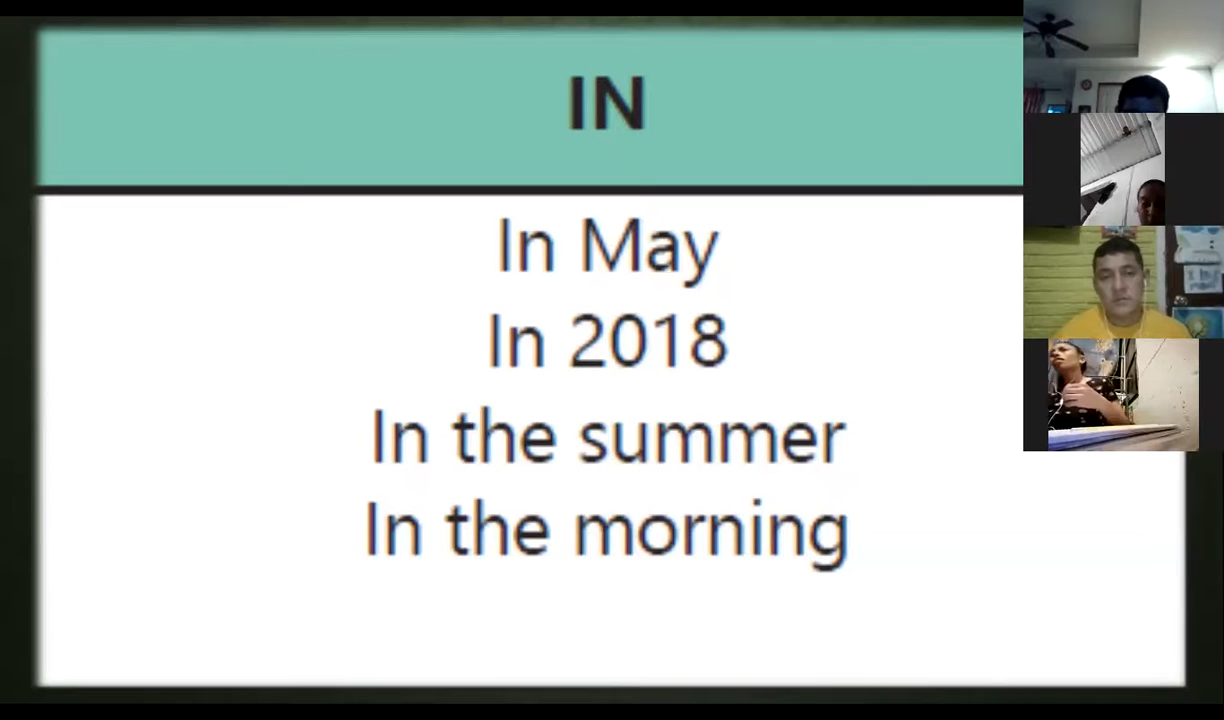 IN
In May
In 2018
In the summer
In the morning